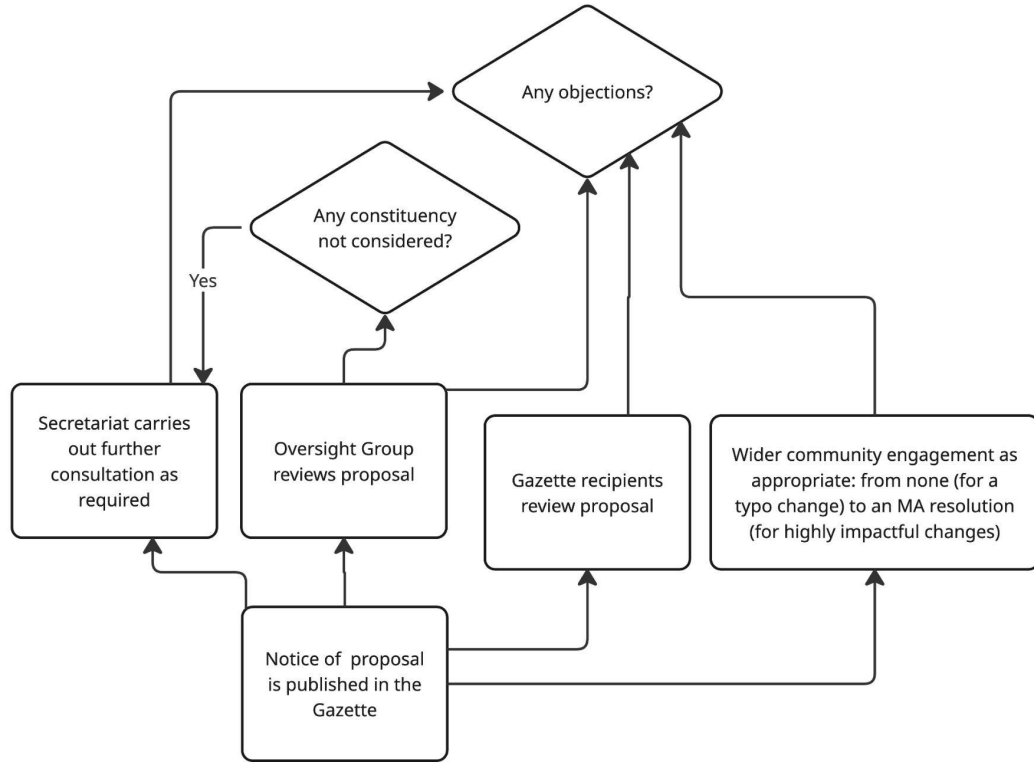 Any objections?
Any constituency
not considered?
Yes
Secretariat carries
out further
consultation as
required
Oversight Group
reviews proposal
Gazette recipients
review proposal
Wider community engagement as
appropriate: from none (for a
typo change) to an MA resolution
(for highly impactful changes)
Notice of  proposal
is published in the
Gazette